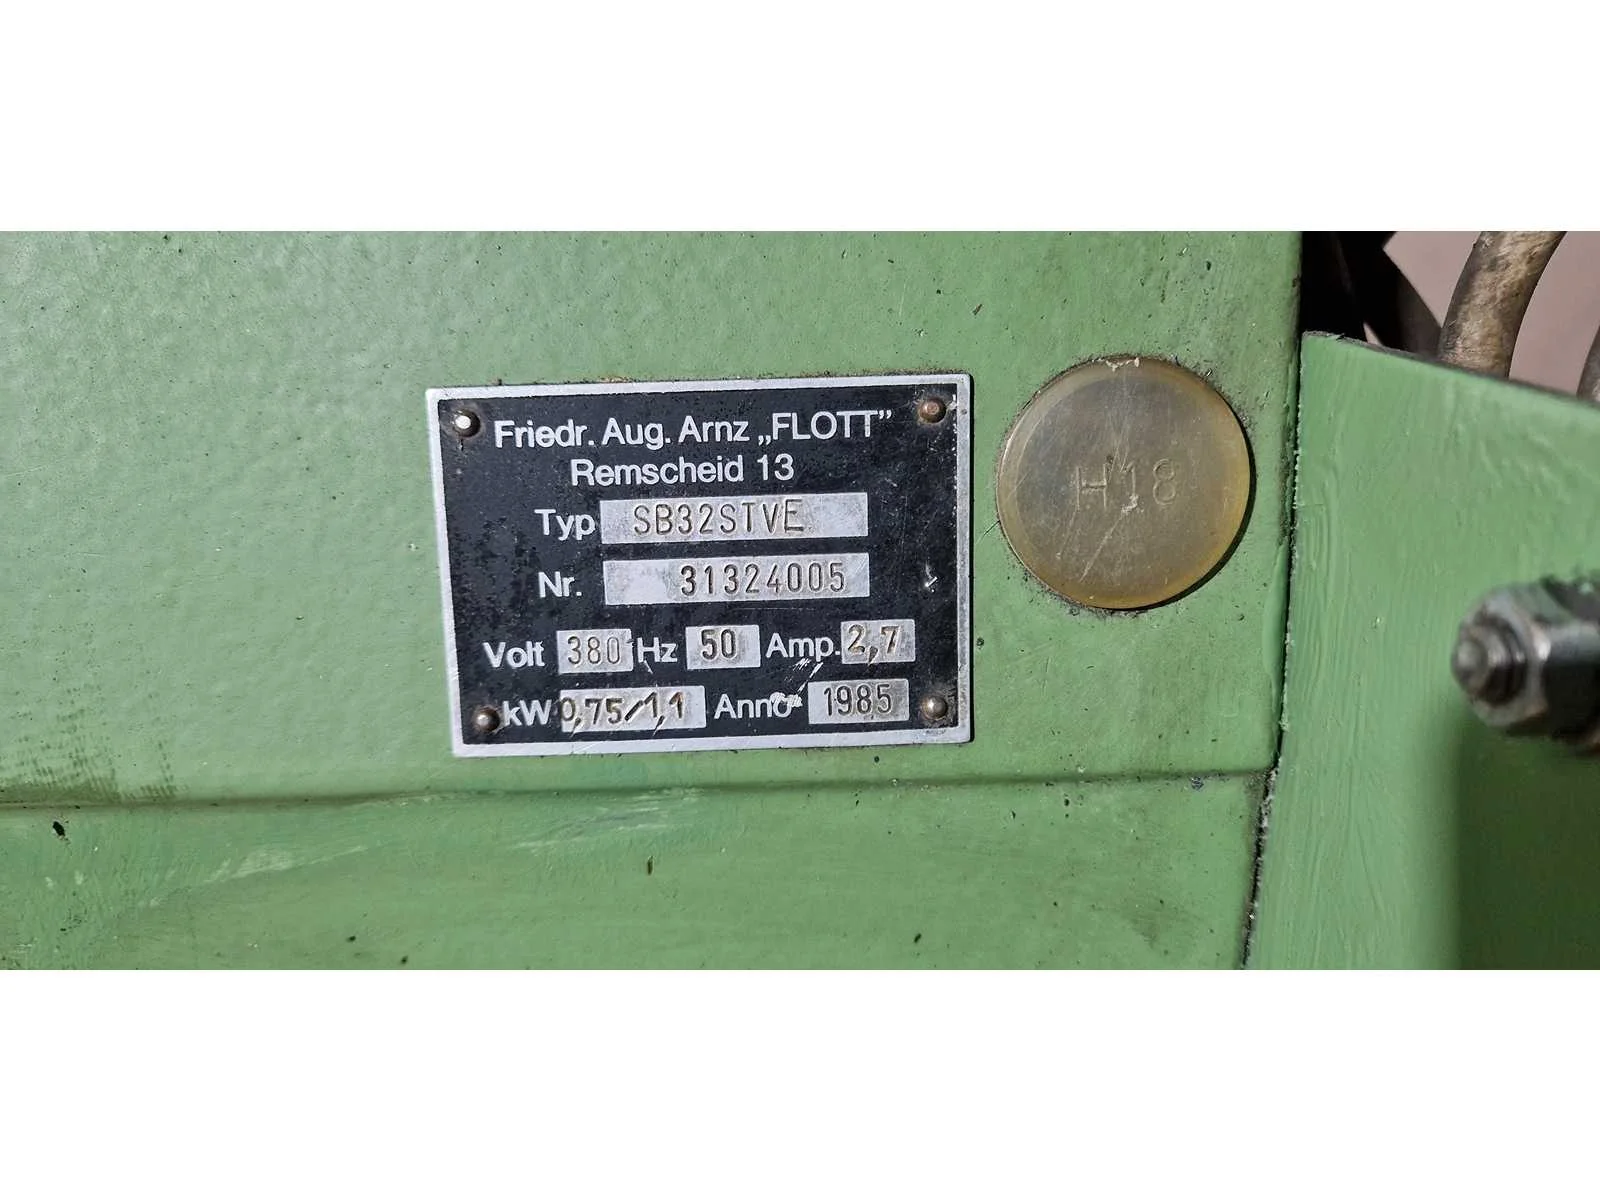 Friedr. Aug. Arnz „FLOTT”
Remscheid 13
Typ SB32STVE
Nr. 31324005
Volt 380 Hz 50 Amp. 2,7
kW 0,75/1,1 Anno 1985
H 18